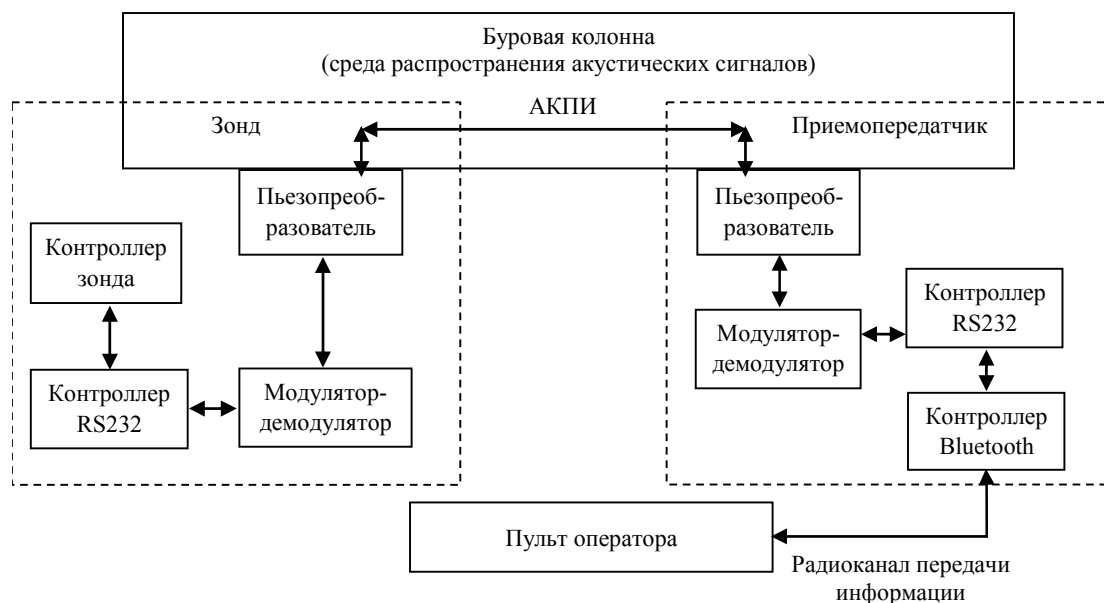 Буровая колонна
(среда распространения акустических сигналов)
АКПИ
Зонд
Приемопередатчик
Пьезопреоб-
разователь
Пьезопреоб-
разователь
Контроллер
зонда
Контроллер
RS232
Модулятор-
демодулятор
Модулятор-
демодулятор
Контроллер
RS232
Контроллер
Bluetooth
Пульт оператора
Радиоканал передачи
информации